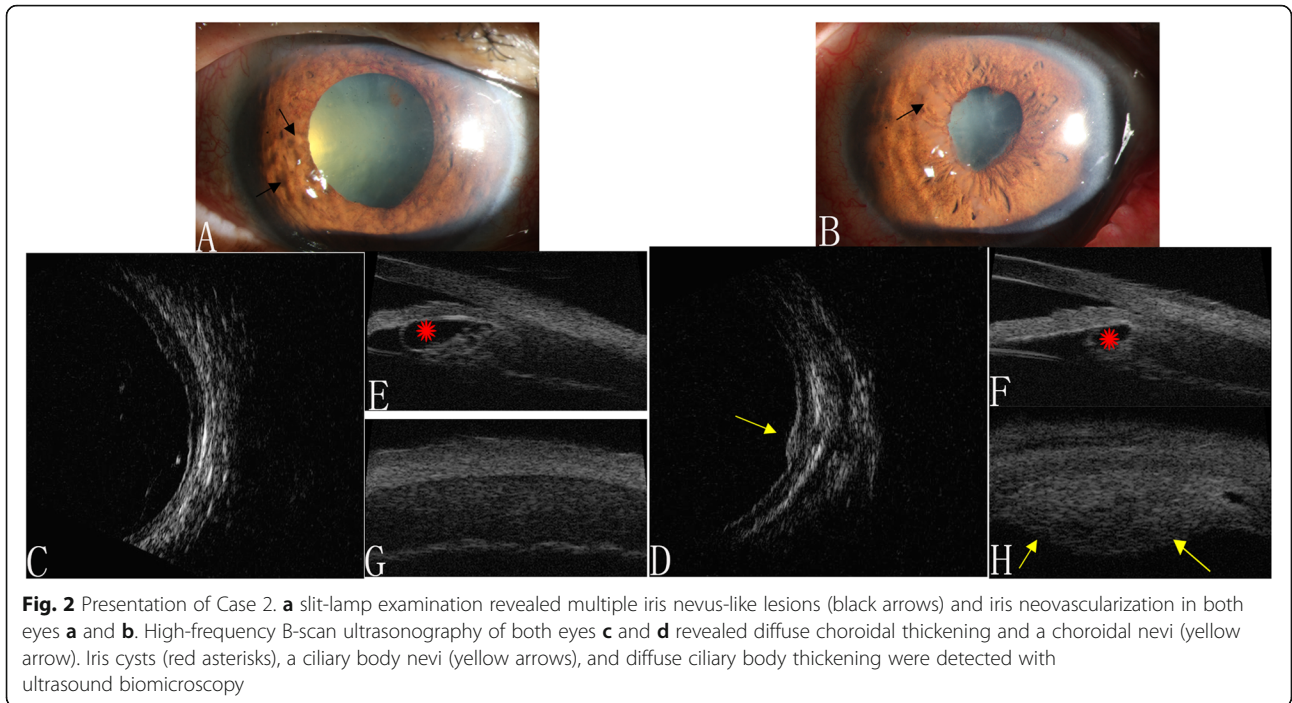 A
B
C
E
G
D
F
H
Fig. 2 Presentation of Case 2. a slit-lamp examination revealed multiple iris nevus-like lesions (black arrows) and iris neovascularization in both
eyes a and b. High-frequency B-scan ultrasonography of both eyes c and d revealed diffuse choroidal thickening and a choroidal nevi (yellow
arrow). Iris cysts (red asterisks), a ciliary body nevi (yellow arrows), and diffuse ciliary body thickening were detected with
ultrasound biomicroscopy